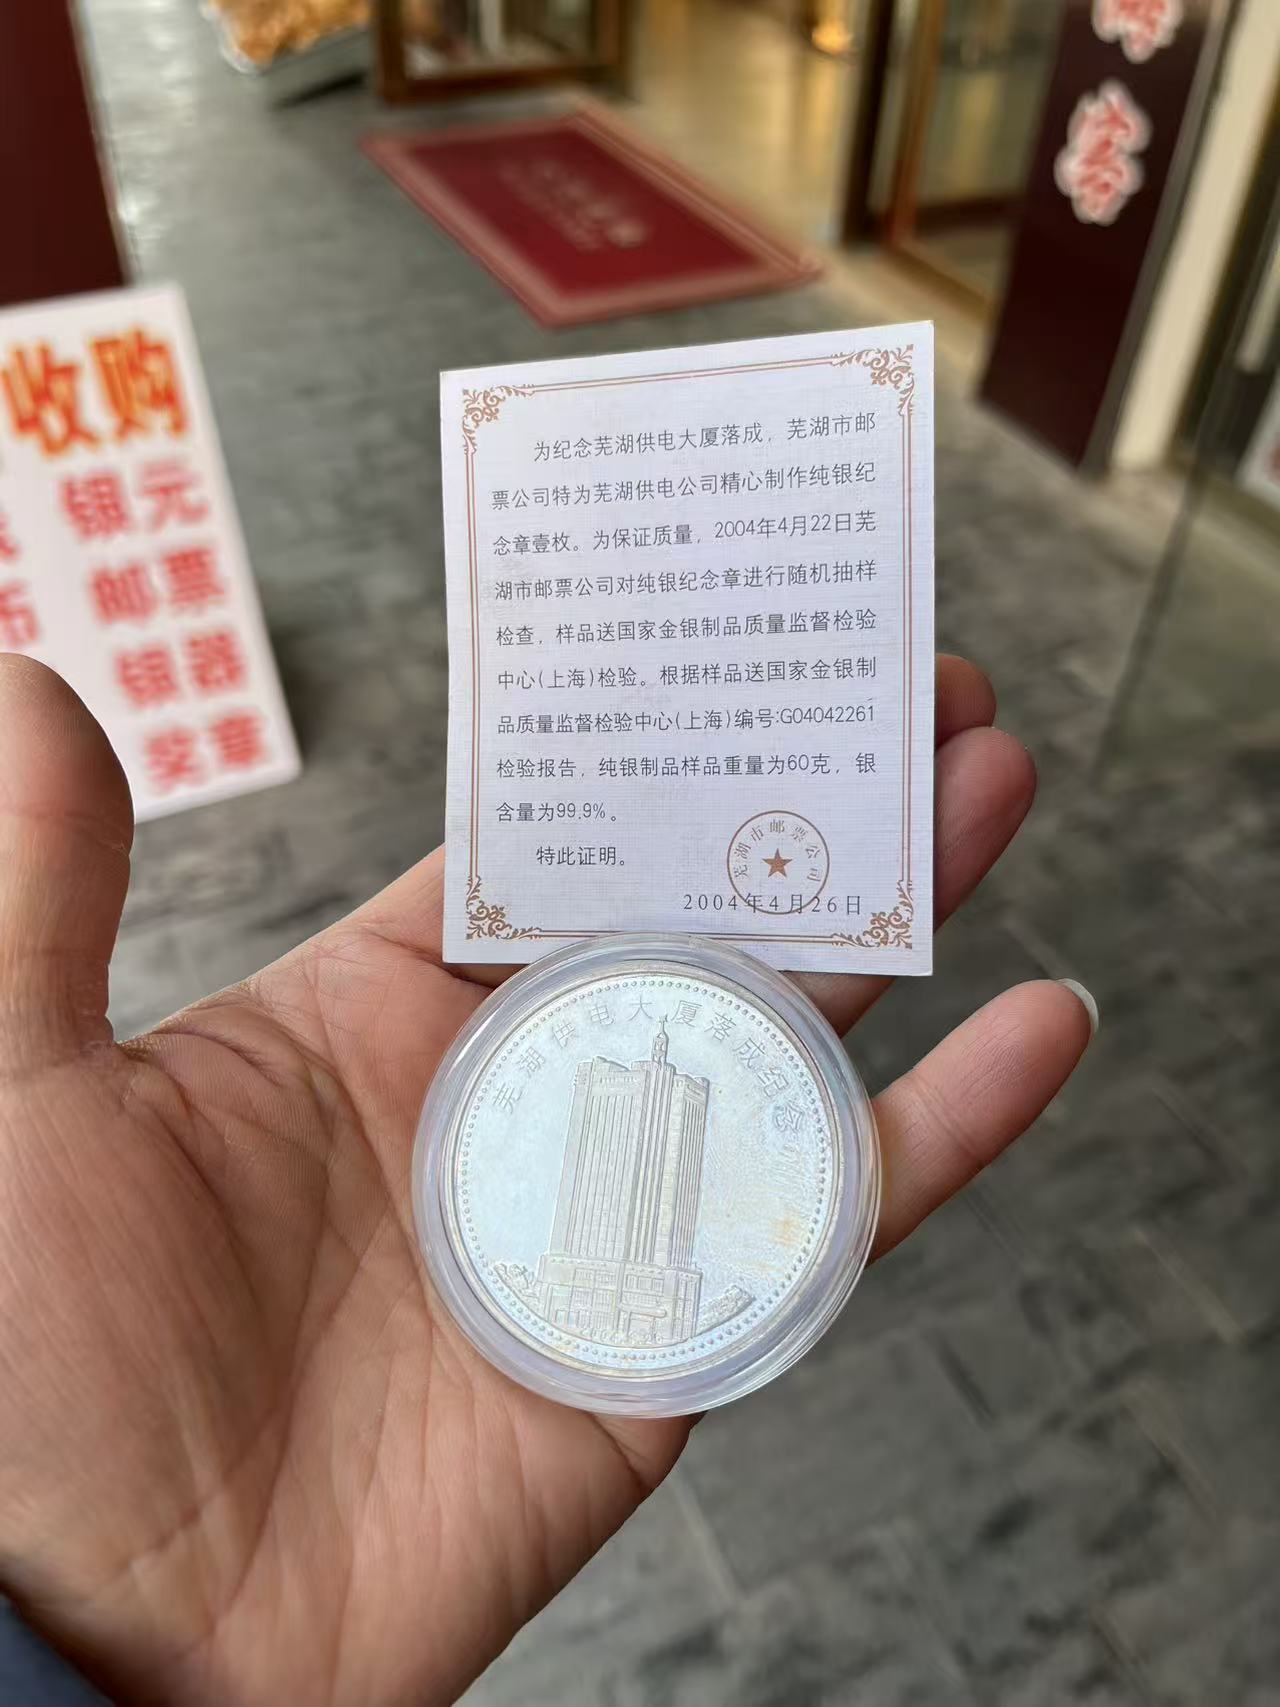 收购
银元
邮票
银器
奖章
为纪念芜湖供电大厦落成，芜湖市邮
票公司特为芜湖供电公司精心制作纯银纪
念章壹枚。为保证质量，2004年4月22日芜
湖市邮票公司对纯银纪念章进行随机抽样
检查，样品送国家金银制品质量监督检验
中心(上海)检验。根据样品送国家金银制
品质量监督检验中心(上海)编号:G04042261
检验报告，纯银制品样品重量为60克，银
含量为99.9%。
特此证明。
芜湖市邮票公司
2004年4月26日
芜湖供电大厦落成纪念